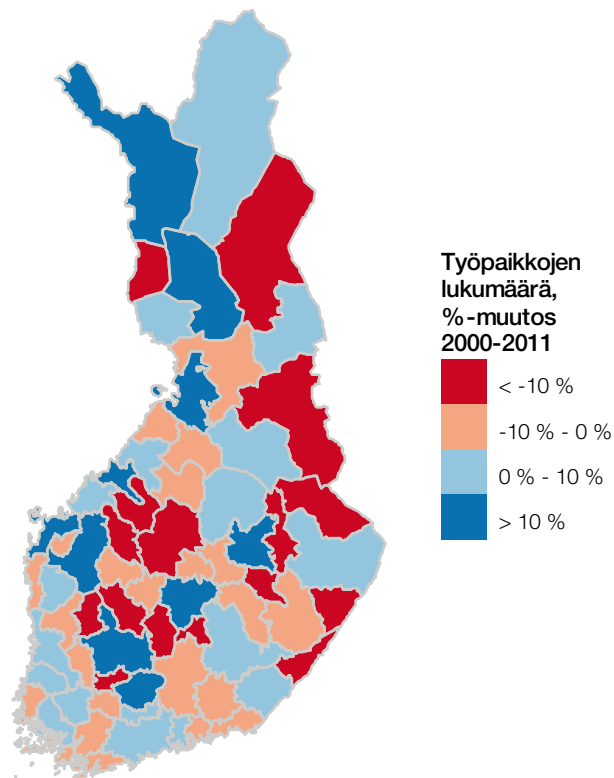 Työpaikkojen
lukumäärä,
%-muutos
2000-2011
< -10 %
-10 % - 0 %
0 % - 10 %
> 10 %